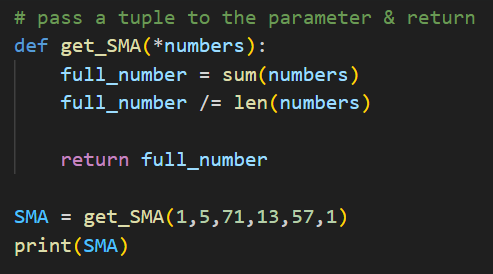 # pass a tuple to the parameter & return
def get_SMA(*numbers):
    full_number = sum(numbers)
    full_number /= len(numbers)

    return full_number

SMA = get_SMA(1,5,71,13,57,1)
print(SMA)